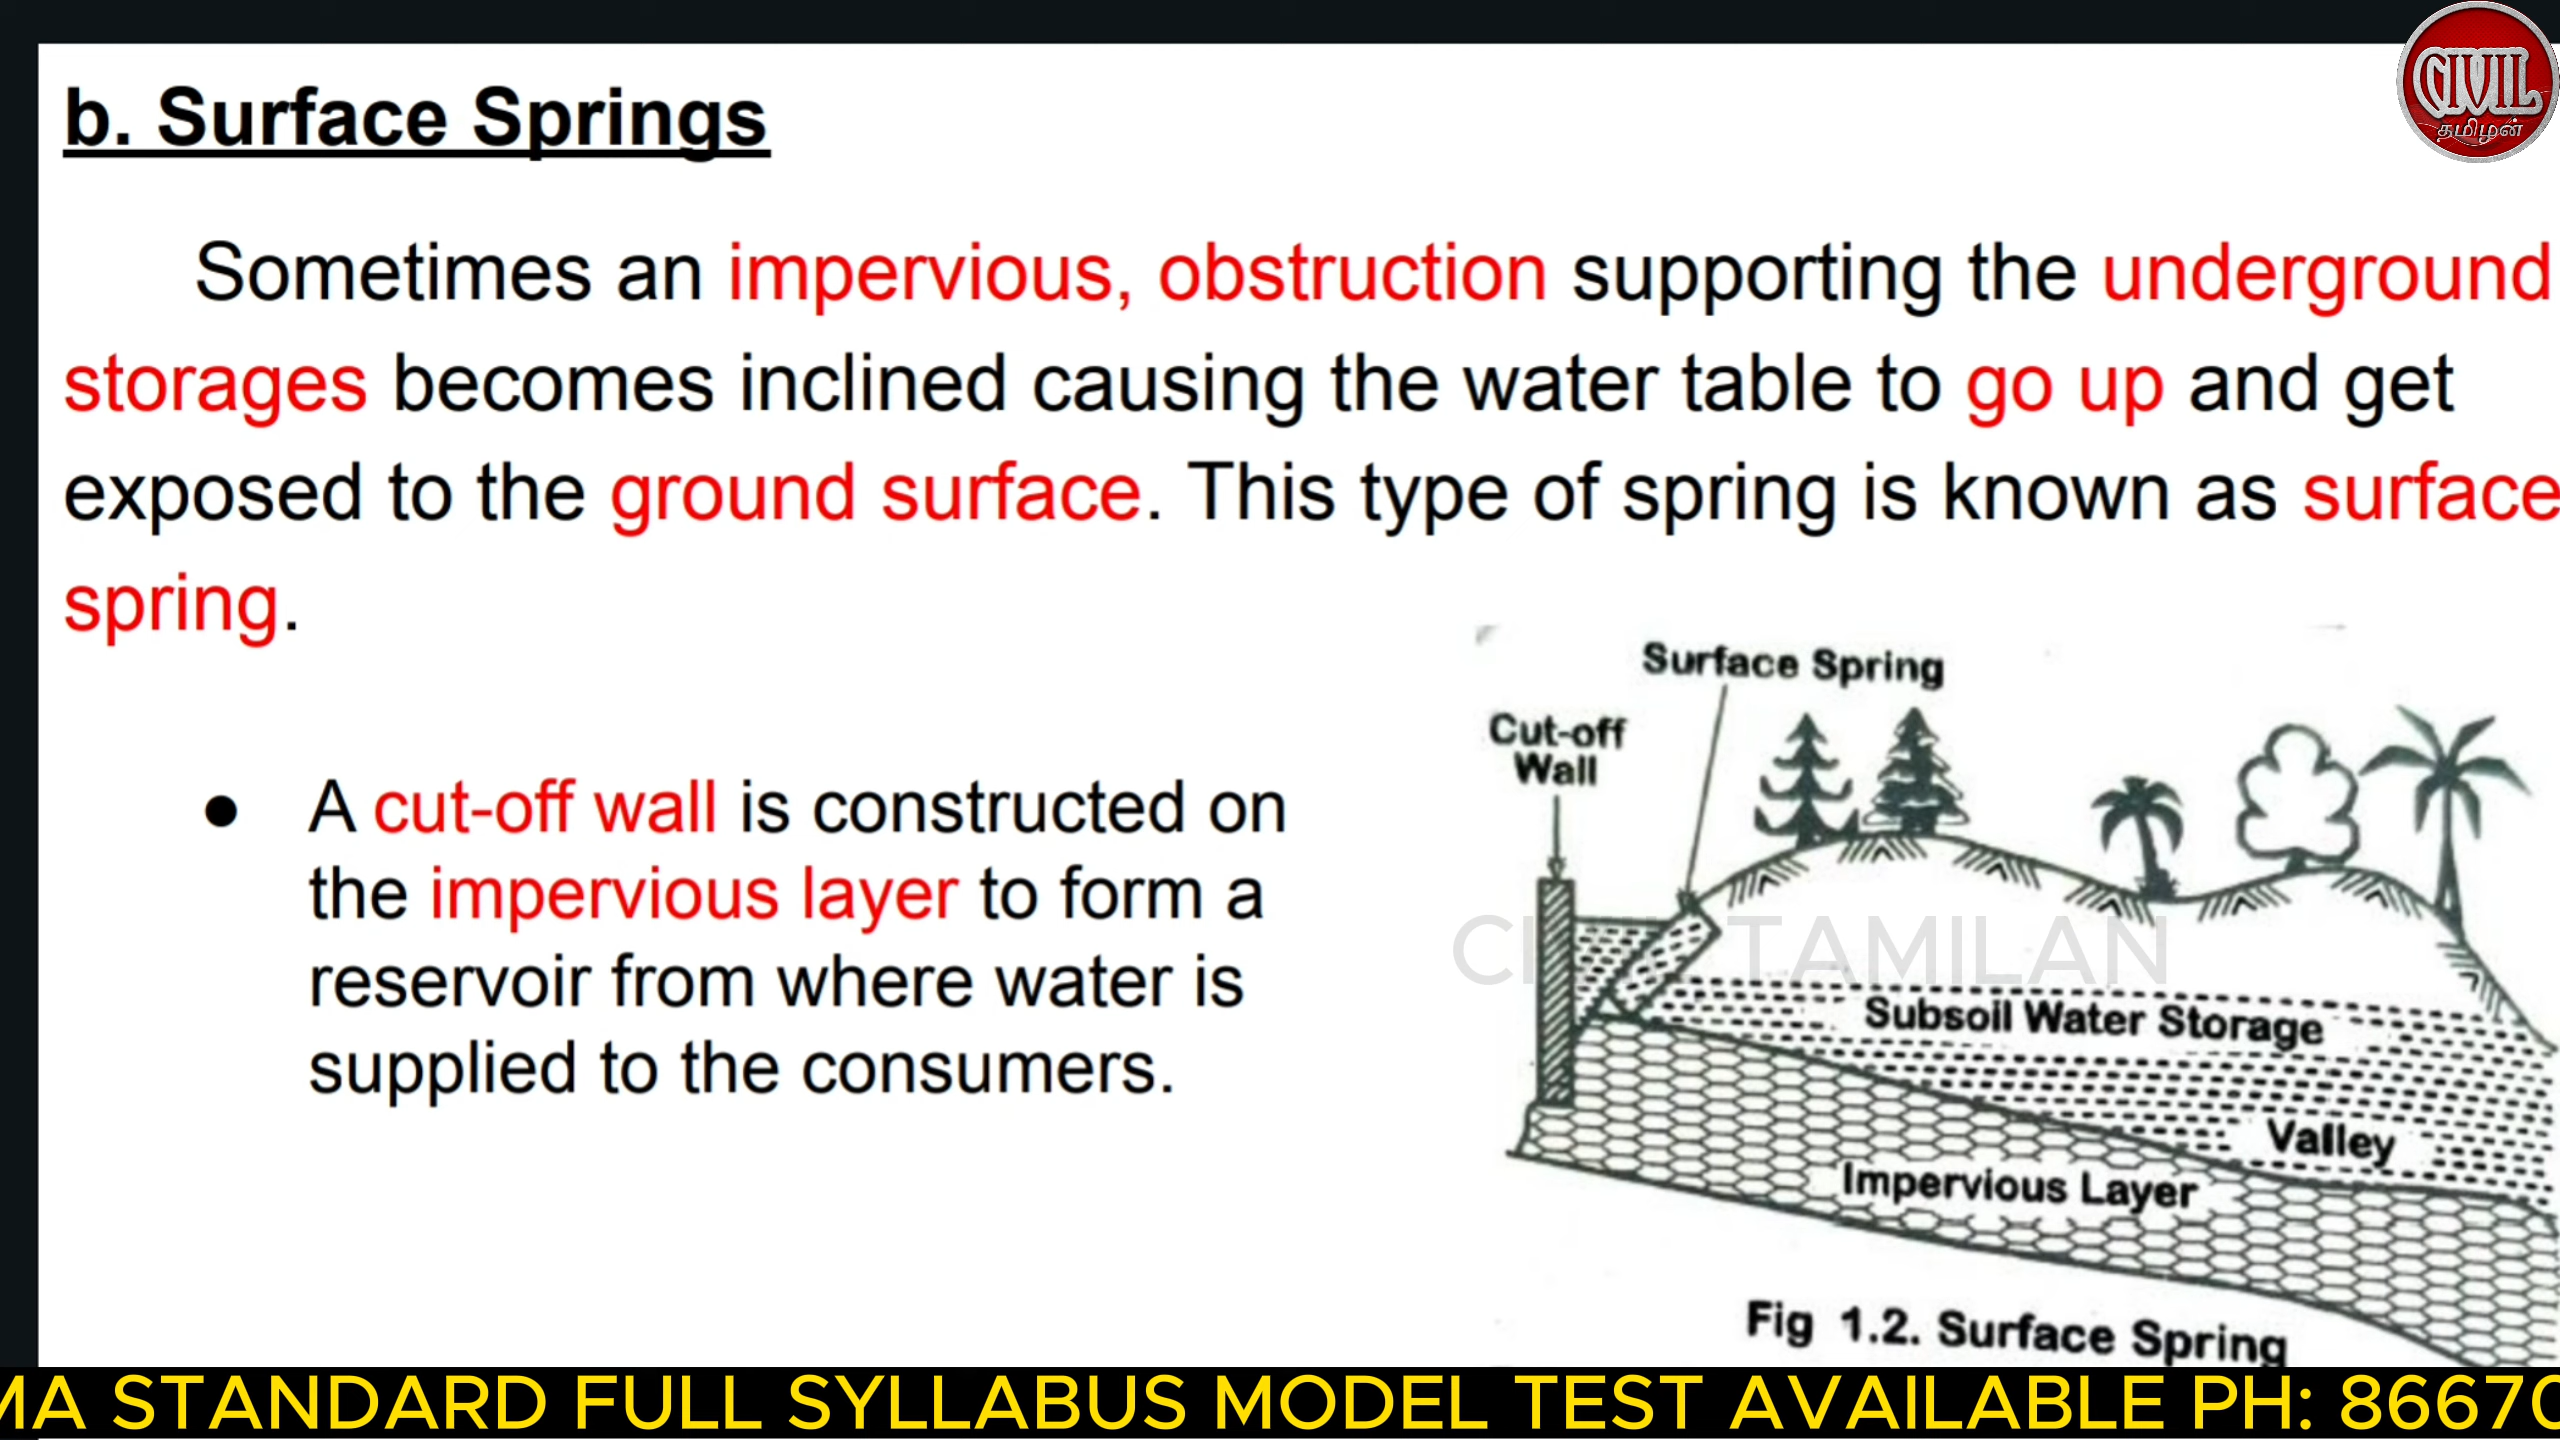 CIVIL
தமிழன்
b. Surface Springs
Sometimes an impervious, obstruction supporting the underground
storages becomes inclined causing the water table to go up and get
exposed to the ground surface. This type of spring is known as surface
spring.
● A cut-off wall is constructed on
the impervious layer to form a
reservoir from where water is
supplied to the consumers.
Surface Spring
Cut-off
Wall
TAMILAN
Subsoil Water Storage
Valley
Impervious Layer
Fig 1.2. Surface Spring
MA STANDARD FULL SYLLABUS MODEL TEST AVAILABLE PH: 86670